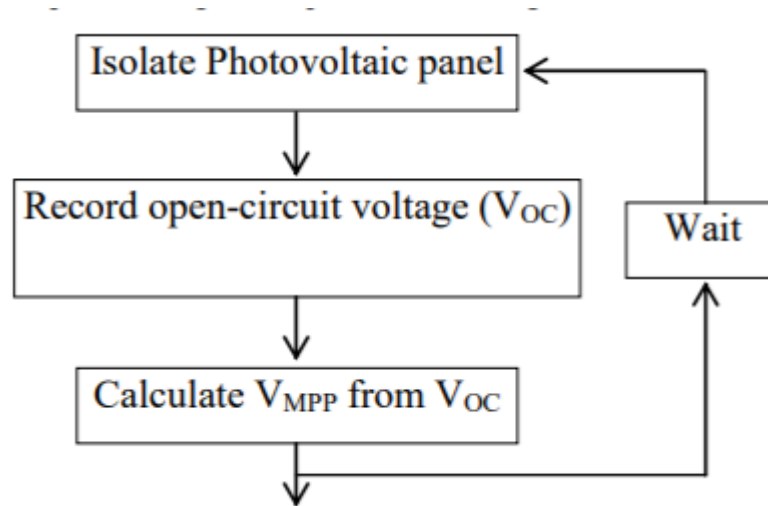 Isolate Photovoltaic panel
Record open-circuit voltage (VOC)
Wait
Calculate VMPP from VOC